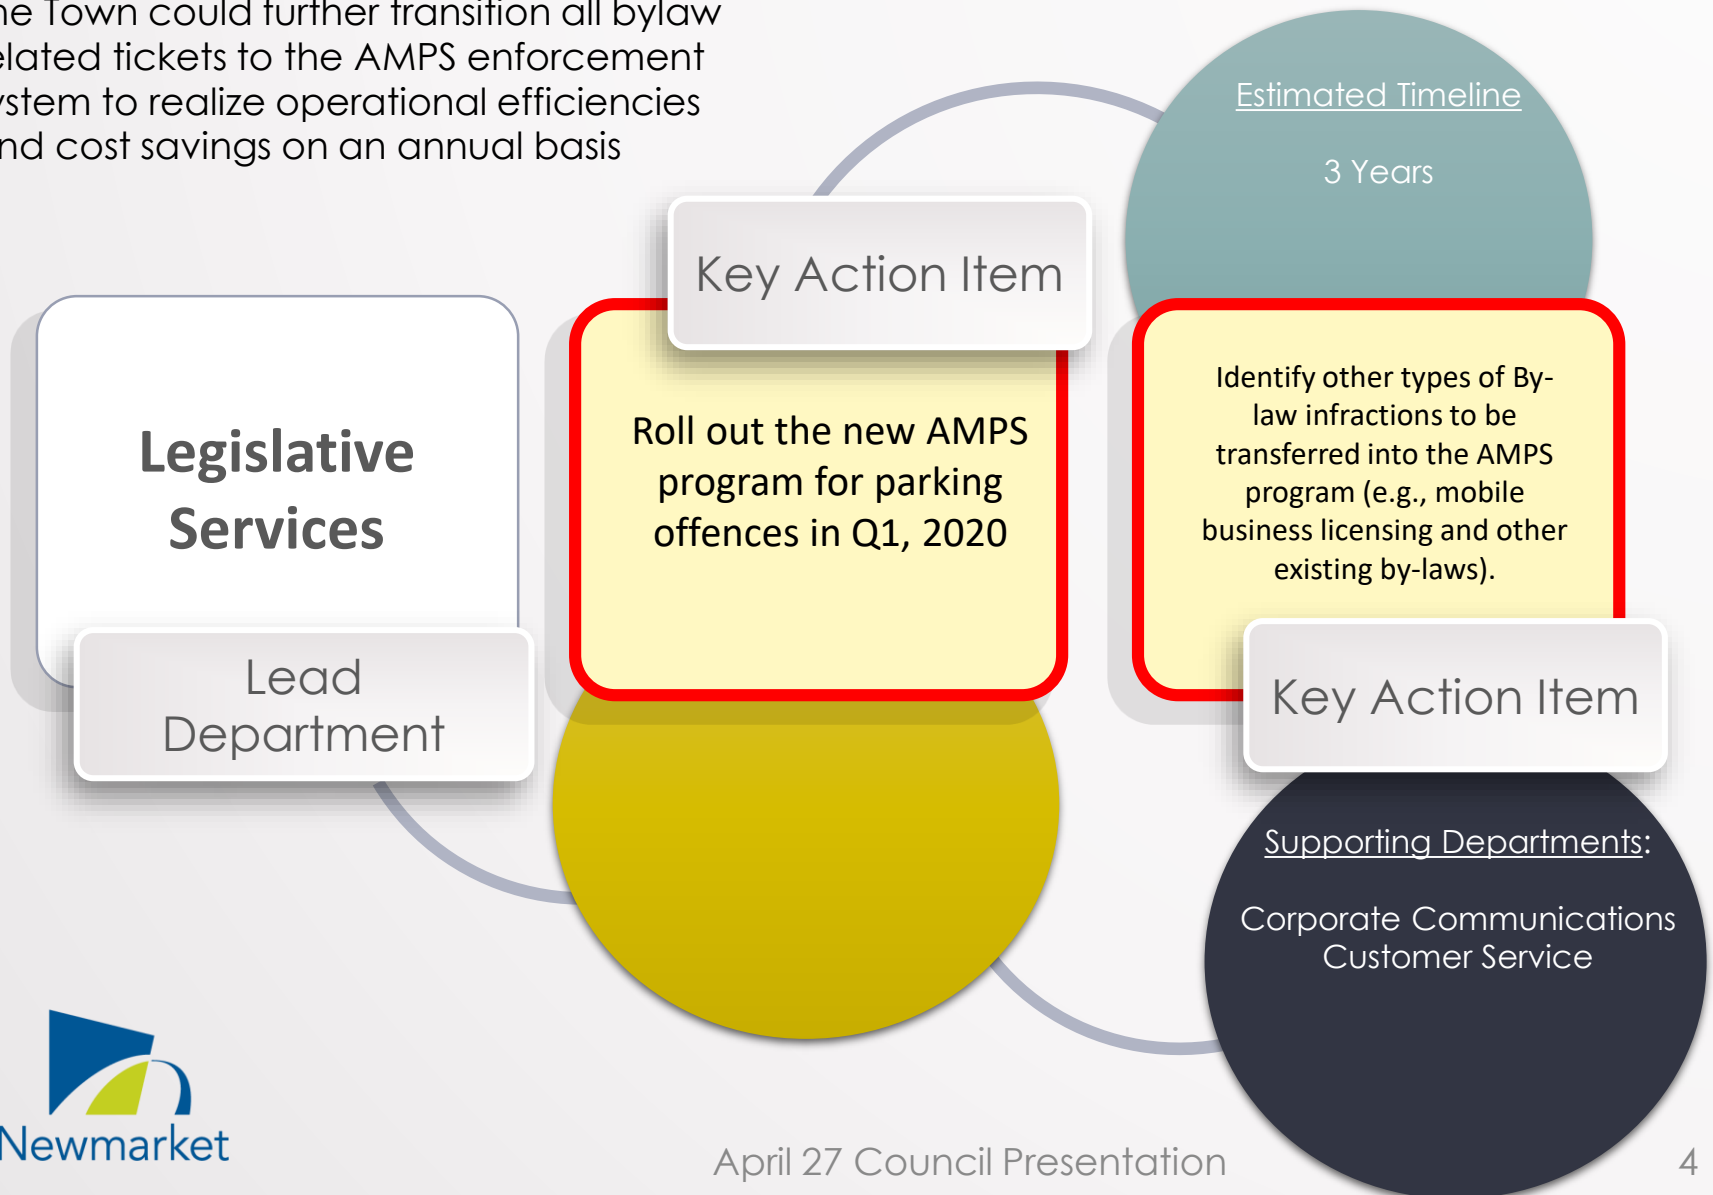 he Town could further transition all bylaw
elated tickets to the AMPS enforcement
ystem to realize operational efficiencies
nd cost savings on an annual basis
Estimated Timeline
3 Years
Key Action Item
Legislative
Services
Lead
Department
Roll out the new AMPS
program for parking
offences in Q1, 2020
Identify other types of By-
law infractions to be
transferred into the AMPS
program (e.g., mobile
business licensing and other
existing by-laws).
Key Action Item
Supporting Departments:
Corporate Communications
Customer Service
Newmarket
April 27 Council Presentation
4